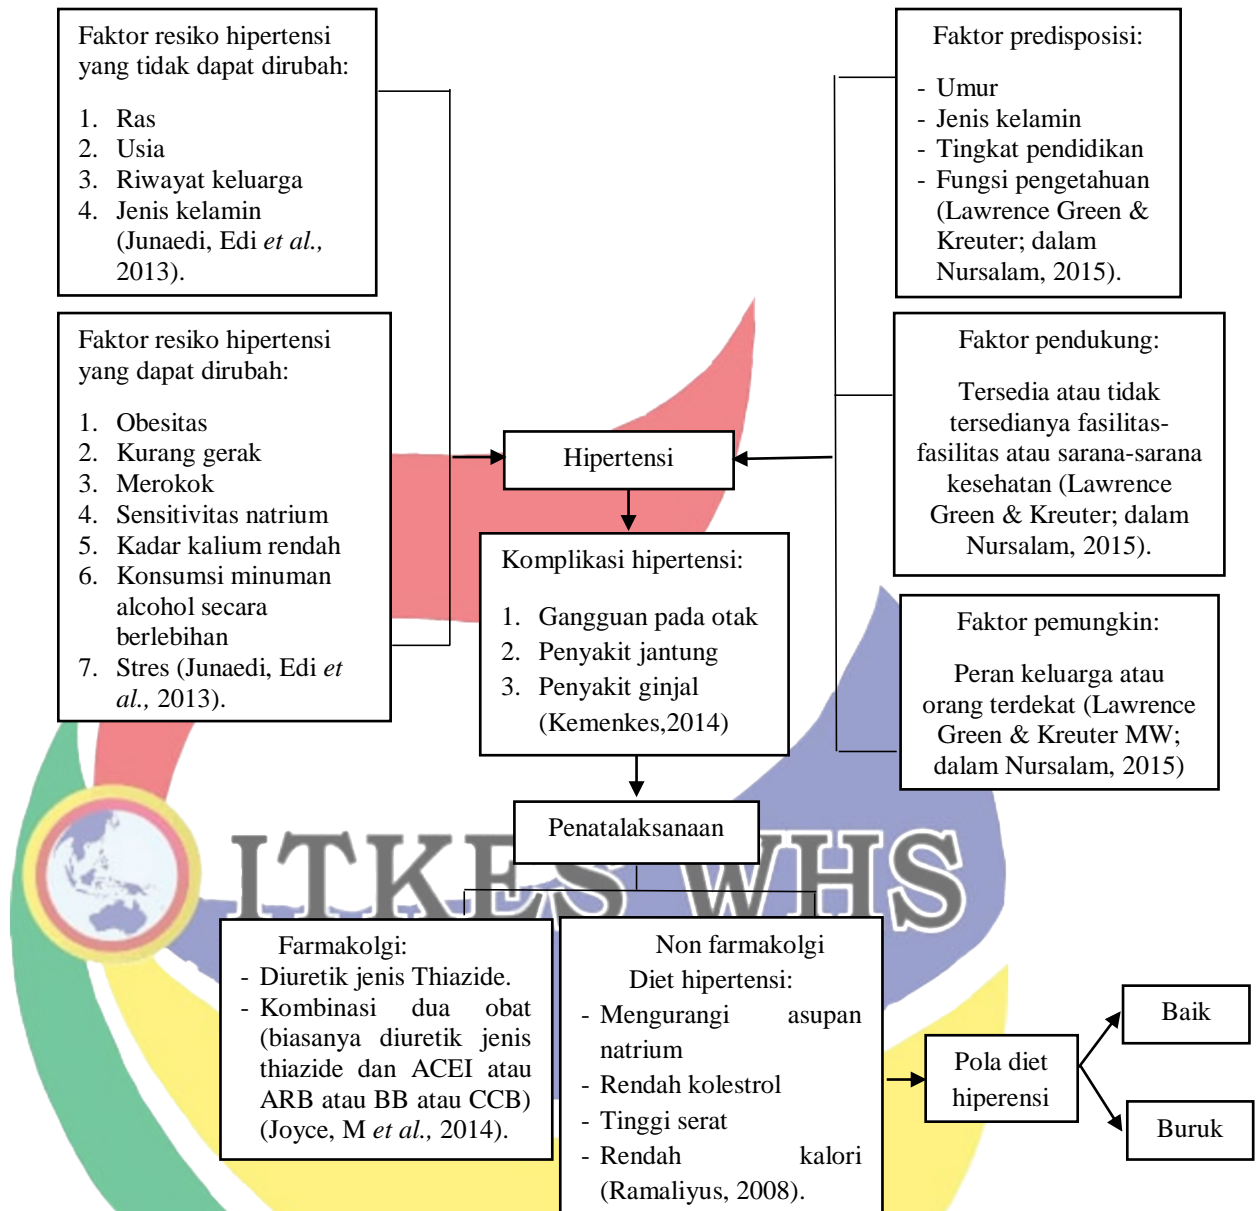 Faktor resiko hipertensi
yang tidak dapat dirubah:
1. Ras
2. Usia
3. Riwayat keluarga
4. Jenis kelamin
(Junaedi, Edi et al.,
2013).
Faktor predisposisi:
- Umur
- Jenis kelamin
- Tingkat pendidikan
- Fungsi pengetahuan
(Lawrence Green &
Kreuter; dalam
Nursalam, 2015).
Faktor resiko hipertensi
yang dapat dirubah:
1. Obesitas
2. Kurang gerak
3. Merokok
4. Sensitivitas natrium
5. Kadar kalium rendah
6. Konsumsi minuman
alcohol secara
berlebihan
7. Stres (Junaedi, Edi et
al., 2013).
Hipertensi
Faktor pendukung:
Tersedia atau tidak
tersedianya fasilitas-
fasilitas atau sarana-sarana
kesehatan (Lawrence
Green & Kreuter; dalam
Nursalam, 2015).
Komplikasi hipertensi:
1. Gangguan pada otak
2. Penyakit jantung
3. Penyakit ginjal
(Kemenkes,2014)
Faktor pemungkin:
Peran keluarga atau
orang terdekat (Lawrence
Green & Kreuter MW;
dalam Nursalam, 2015)
Penatalaksanaan
ITKES WHS
Farmakolgi:
- Diuretik jenis Thiazide.
- Kombinasi dua obat
(biasanya diuretik jenis
thiazide dan ACEI atau
ARB atau BB atau CCB)
(Joyce, M et al., 2014).
Non farmakolgi
Diet hipertensi:
- Mengurangi asupan
natrium
- Rendah kolestrol
- Tinggi serat
- Rendah kalori
(Ramaliyus, 2008).
Pola diet
hiperensi
Baik
Buruk